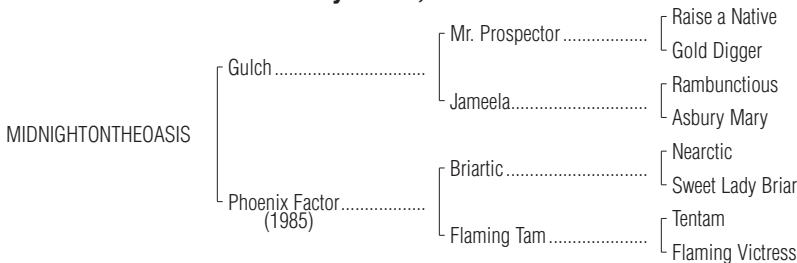 Raise a Native
Mr. Prospector
Gold Digger
Gulch
Rambunctious
Jameela
Asbury Mary
MIDNIGHTONTHEOASIS
Nearctic
Briartic
Sweet Lady Briar
Phoenix Factor
(1985)
Tentam
Flaming Tam
Flaming Victress